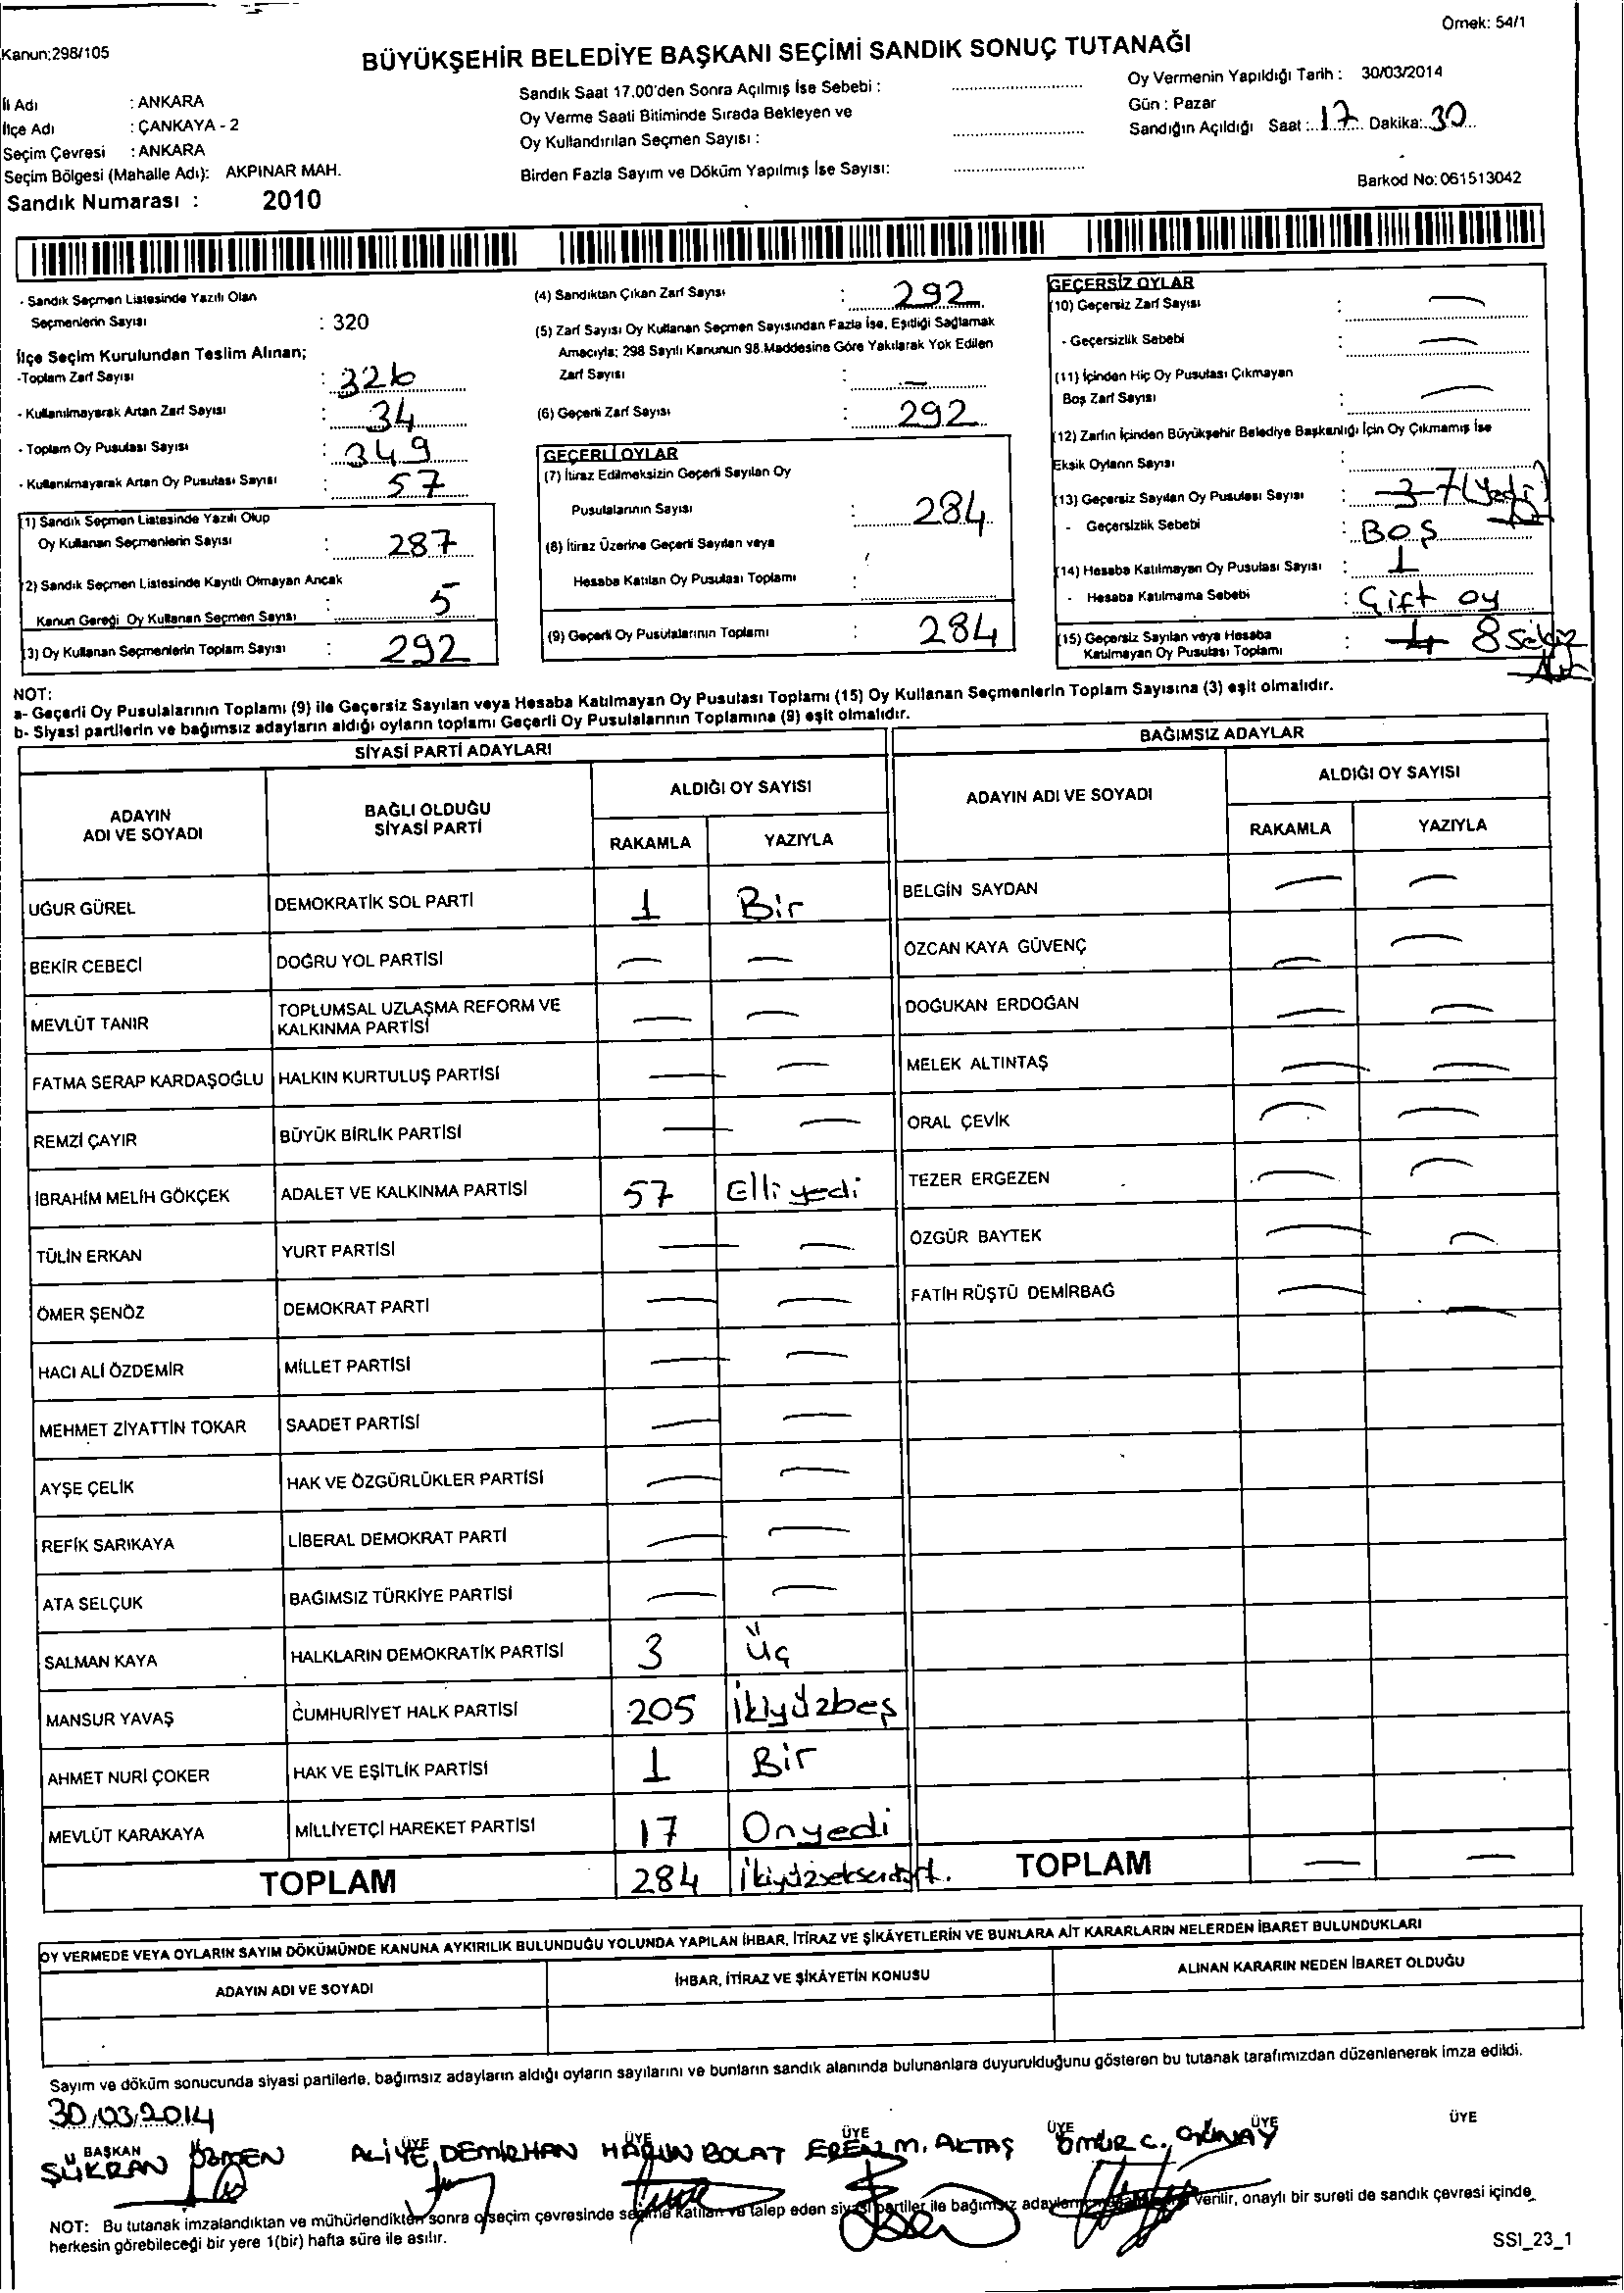 Örnek: 54/1
Kanun:298/105
BÜYÜKŞEHİR BELEDİYE BAŞKANI SEÇİMİ SANDIK SONUÇ TUTANAĞI
İl Adı : ANKARA
İlçe Adı : ÇANKAYA - 2
Seçim Çevresi : ANKARA
Seçim Bölgesi (Mahalle Adı): AKPINAR MAH.
Sandık Numarası : 2010
Sandık Saat 17.00'den Sonra Açılmış İse Sebebi :
Oy Verme Saati Bitiminde Sırada Bekleyen ve
Oy Kullandırılan Seçmen Sayısı :
Birden Fazla Sayım ve Döküm Yapılmış İse Sayısı:
Oy Vermenin Yapıldığı Tarih : 30/03/2014
Gün : Pazar
Sandığın Açıldığı Saat : 17 Dakika: 30
Barkod No: 061513042
- Sandık Seçmen Listesinde Yazılı Olan
Seçmenlerin Sayısı : 320
İlçe Seçim Kurulundan Teslim Alınan;
-Toplam Zarf Sayısı : 326
- Kullanılmayarak Artan Zarf Sayısı : 34
- Toplam Oy Pusulası Sayısı : 349
- Kullanılmayarak Artan Oy Pusulası Sayısı : 57
(1) Sandık Seçmen Listesinde Yazılı Olup
Oy Kullanan Seçmenlerin Sayısı : 287
(2) Sandık Seçmen Listesinde Kayıtlı Olmayan Ancak
Kanun Gereği Oy Kullanan Seçmen Sayısı : 5
(3) Oy Kullanan Seçmenlerin Toplam Sayısı : 292
(4) Sandıktan Çıkan Zarf Sayısı : 292
(5) Zarf Sayısı Oy Kullanan Seçmen Sayısından Fazla İse, Eşitliği Sağlamak
Amacıyla; 298 Sayılı Kanunun 98.Maddesine Göre Yakılarak Yok Edilen
Zarf Sayısı : —
(6) Geçerli Zarf Sayısı : 292
GEÇERLİ OYLAR
(7) İtiraz Edilmeksizin Geçerli Sayılan Oy
Pusulalarının Sayısı : 284
(8) İtiraz Üzerine Geçerli Sayılan veya
Hesaba Katılan Oy Pusulası Toplamı :
(9) Geçerli Oy Pusulalarının Toplamı : 284
GEÇERSİZ OYLAR
(10) Geçersiz Zarf Sayısı : —
- Geçersizlik Sebebi : —
(11) İçinden Hiç Oy Pusulası Çıkmayan
Boş Zarf Sayısı : —
(12) Zarfın İçinden Büyükşehir Belediye Başkanlığı İçin Oy Çıkmamış İse
Eksik Oyların Sayısı :
(13) Geçersiz Sayılan Oy Pusulası Sayısı : 3 7 (Yedi)
- Geçersizlik Sebebi : Boş
(14) Hesaba Katılmayan Oy Pusulası Sayısı : 1
- Hesaba Katılmama Sebebi : Çift oy
(15) Geçersiz Sayılan veya Hesaba
Katılmayan Oy Pusulası Toplamı : 4 8 Sekiz
NOT:
a- Geçerli Oy Pusulalarının Toplamı (9) ile Geçersiz Sayılan veya Hesaba Katılmayan Oy Pusulası Toplamı (15) Oy Kullanan Seçmenlerin Toplam Sayısına (3) eşit olmalıdır.
b- Siyasi partilerin ve bağımsız adayların aldığı oyların toplamı Geçerli Oy Pusulalarının Toplamına (9) eşit olmalıdır.
SİYASİ PARTİ ADAYLARI
ADAYIN ADI VE SOYADI
BAĞLI OLDUĞU SİYASİ PARTİ
ALDIĞI OY SAYISI
RAKAMLA YAZIYLA
UĞUR GÜREL DEMOKRATİK SOL PARTİ 1 Bir
BEKİR CEBECİ DOĞRU YOL PARTİSİ — —
MEVLÜT TANIR TOPLUMSAL UZLAŞMA REFORM VE KALKINMA PARTİSİ — —
FATMA SERAP KARDAŞOĞLU HALKIN KURTULUŞ PARTİSİ — —
REMZİ ÇAYIR BÜYÜK BİRLİK PARTİSİ — —
İBRAHİM MELİH GÖKÇEK ADALET VE KALKINMA PARTİSİ 57 Elliyedi
TÜLİN ERKAN YURT PARTİSİ — —
ÖMER ŞENÖZ DEMOKRAT PARTİ — —
HACI ALİ ÖZDEMİR MİLLET PARTİSİ — —
MEHMET ZİYATTİN TOKAR SAADET PARTİSİ — —
AYŞE ÇELİK HAK VE ÖZGÜRLÜKLER PARTİSİ — —
REFİK SARIKAYA LİBERAL DEMOKRAT PARTİ — —
ATA SELÇUK BAĞIMSIZ TÜRKİYE PARTİSİ — —
SALMAN KAYA HALKLARIN DEMOKRATİK PARTİSİ 3 Üç
MANSUR YAVAŞ CUMHURİYET HALK PARTİSİ 205 İkiyüzbeş
AHMET NURİ ÇOKER HAK VE EŞİTLİK PARTİSİ 1 Bir
MEVLÜT KARAKAYA MİLLİYETÇİ HAREKET PARTİSİ 17 Onyedi
TOPLAM 284 İkiyüzseksendört.
BAĞIMSIZ ADAYLAR
ADAYIN ADI VE SOYADI
ALDIĞI OY SAYISI
RAKAMLA YAZIYLA
BELGİN SAYDAN — —
ÖZCAN KAYA GÜVENÇ — —
DOĞUKAN ERDOĞAN — —
MELEK ALTINTAŞ — —
ORAL ÇEVİK — —
TEZER ERGEZEN — —
ÖZGÜR BAYTEK — —
FATİH RÜŞTÜ DEMİRBAĞ — —
TOPLAM — —
OY VERMEDE VEYA OYLARIN SAYIM DÖKÜMÜNDE KANUNA AYKIRILIK BULUNDUĞU YOLUNDA YAPILAN İHBAR, İTİRAZ VE ŞİKÂYETLERİN VE BUNLARA AİT KARARLARIN NELERDEN İBARET BULUNDUKLARI
ADAYIN ADI VE SOYADI İHBAR, İTİRAZ VE ŞİKÂYETİN KONUSU ALINAN KARARIN NEDEN İBARET OLDUĞU
Sayım ve döküm sonucunda siyasi partilerle, bağımsız adayların aldığı oyların sayılarını ve bunların sandık alanında bulunanlara duyurulduğunu gösteren bu tutanak tarafımızdan düzenlenerek imza edildi.
30/03/2014
BAŞKAN ÜYE ÜYE ÜYE ÜYE ÜYE ÜYE
ŞÜKRAN ALİYE DEMİRHAN HARUN BOLAT EREN M. AKTAŞ ÖMÜR C. GÜNAY
NOT: Bu tutanak imzalandıktan ve mühürlendikten sonra o seçim çevresinde seçime katılan ve talep eden siyasi partiler ile bağımsız verilir, onaylı bir sureti de sandık çevresi içinde
herkesin görebileceği bir yere 1(bir) hafta süre ile asılır.
SSI_23_1